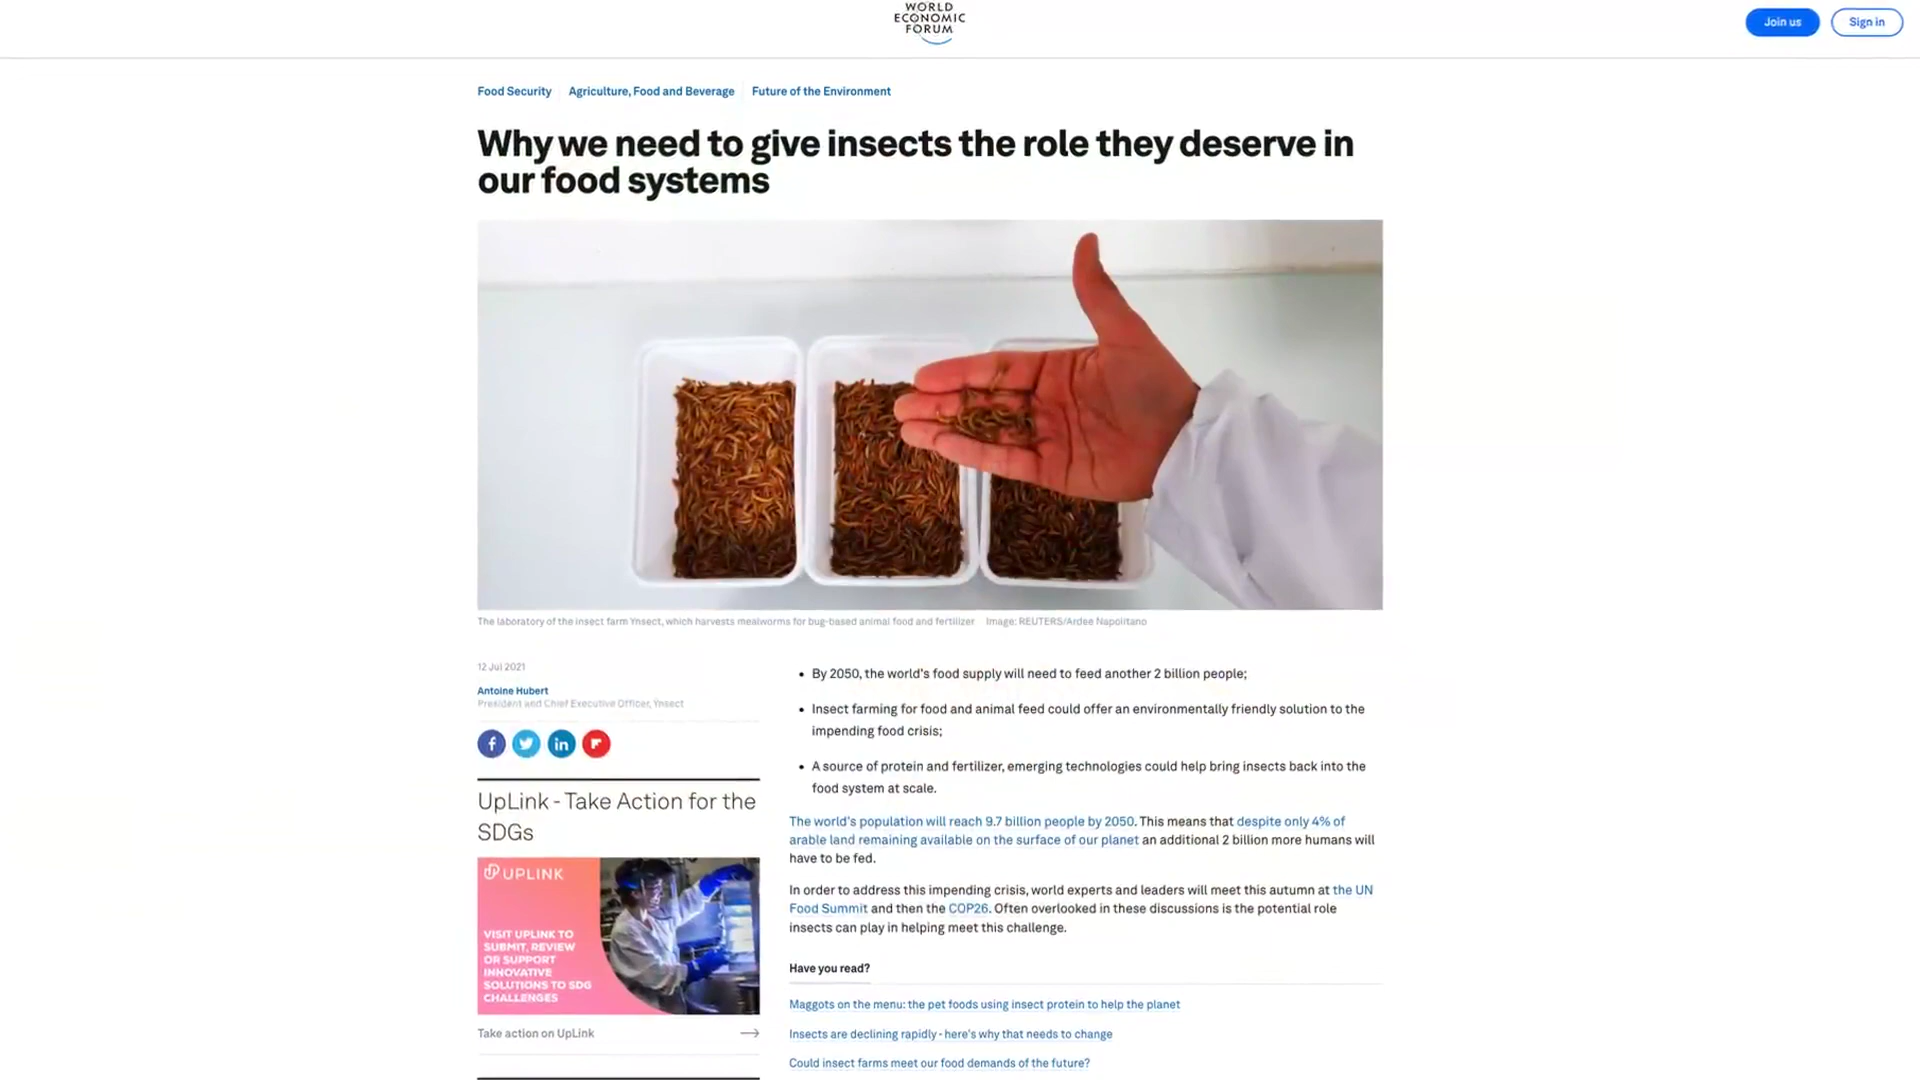 WORLD
ECONOMIC
FORUM
Join us
Sign in
Food Security
Agriculture, Food and Beverage
Future of the Environment
Why we need to give insects the role they deserve in
our food systems
The laboratory of the insect farm Ynsect, which harvests mealworms for bug-based animal food and fertilizer Image: REUTERS/Ardee Napolitano
12 Jul 2021
Antoine Hubert
President and Chief Executive Officer, Ynsect
UpLink - Take Action for the
SDGs
UPLINK
VISIT UPLINK TO
SUBMIT, REVIEW
OR SUPPORT
INNOVATIVE
SOLUTIONS TO SDG
CHALLENGES
Take action on UpLink
• By 2050, the world's food supply will need to feed another 2 billion people;
• Insect farming for food and animal feed could offer an environmentally friendly solution to the
impending food crisis;
• A source of protein and fertilizer, emerging technologies could help bring insects back into the
food system at scale.
The world's population will reach 9.7 billion people by 2050. This means that despite only 4% of
arable land remaining available on the surface of our planet an additional 2 billion more humans will
have to be fed.
In order to address this impending crisis, world experts and leaders will meet this autumn at the UN
Food Summit and then the COP26. Often overlooked in these discussions is the potential role
insects can play in helping meet this challenge.
Have you read?
Maggots on the menu: the pet foods using insect protein to help the planet
Insects are declining rapidly - here's why that needs to change
Could insect farms meet our food demands of the future?